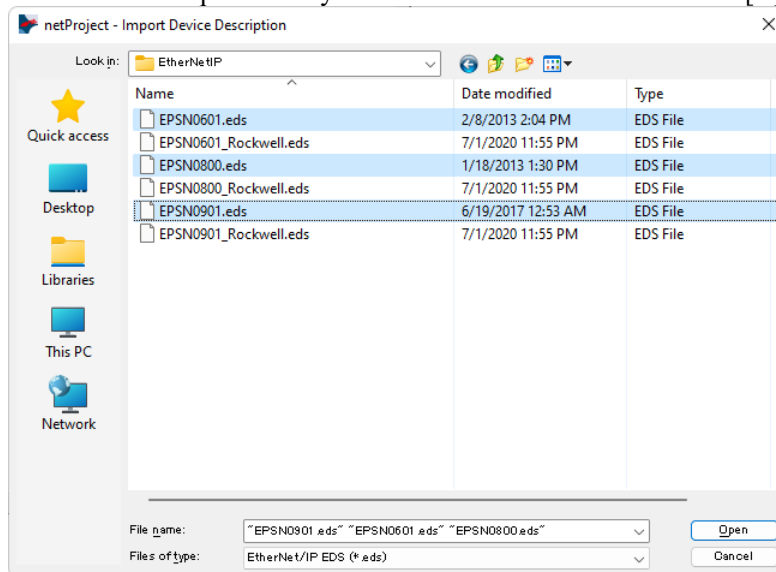 netProject - Import Device Description
Look in: EtherNetIP
Name Date modified Type
EPSN0601.eds 2/8/2013 2:04 PM EDS File
EPSN0601_Rockwell.eds 7/1/2020 11:55 PM EDS File
EPSN0800.eds 1/18/2013 1:30 PM EDS File
EPSN0800_Rockwell.eds 7/1/2020 11:55 PM EDS File
EPSN0901.eds 6/19/2017 12:53 AM EDS File
EPSN0901_Rockwell.eds 7/1/2020 11:55 PM EDS File
Quick access
Desktop
Libraries
This PC
Network
File name: "EPSN0901.eds" "EPSN0601.eds" "EPSN0800.eds" Open
Files of type: EtherNet/IP EDS (*.eds) Cancel